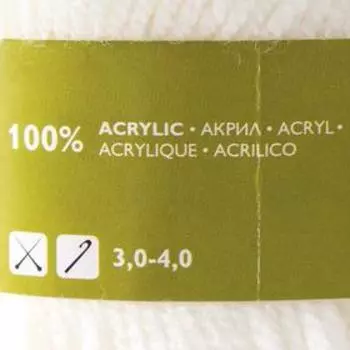 100% ACRYLIC • АКРИЛ • ACRYL •
ACRYLIQUE • ACRILICO
3,0-4,0